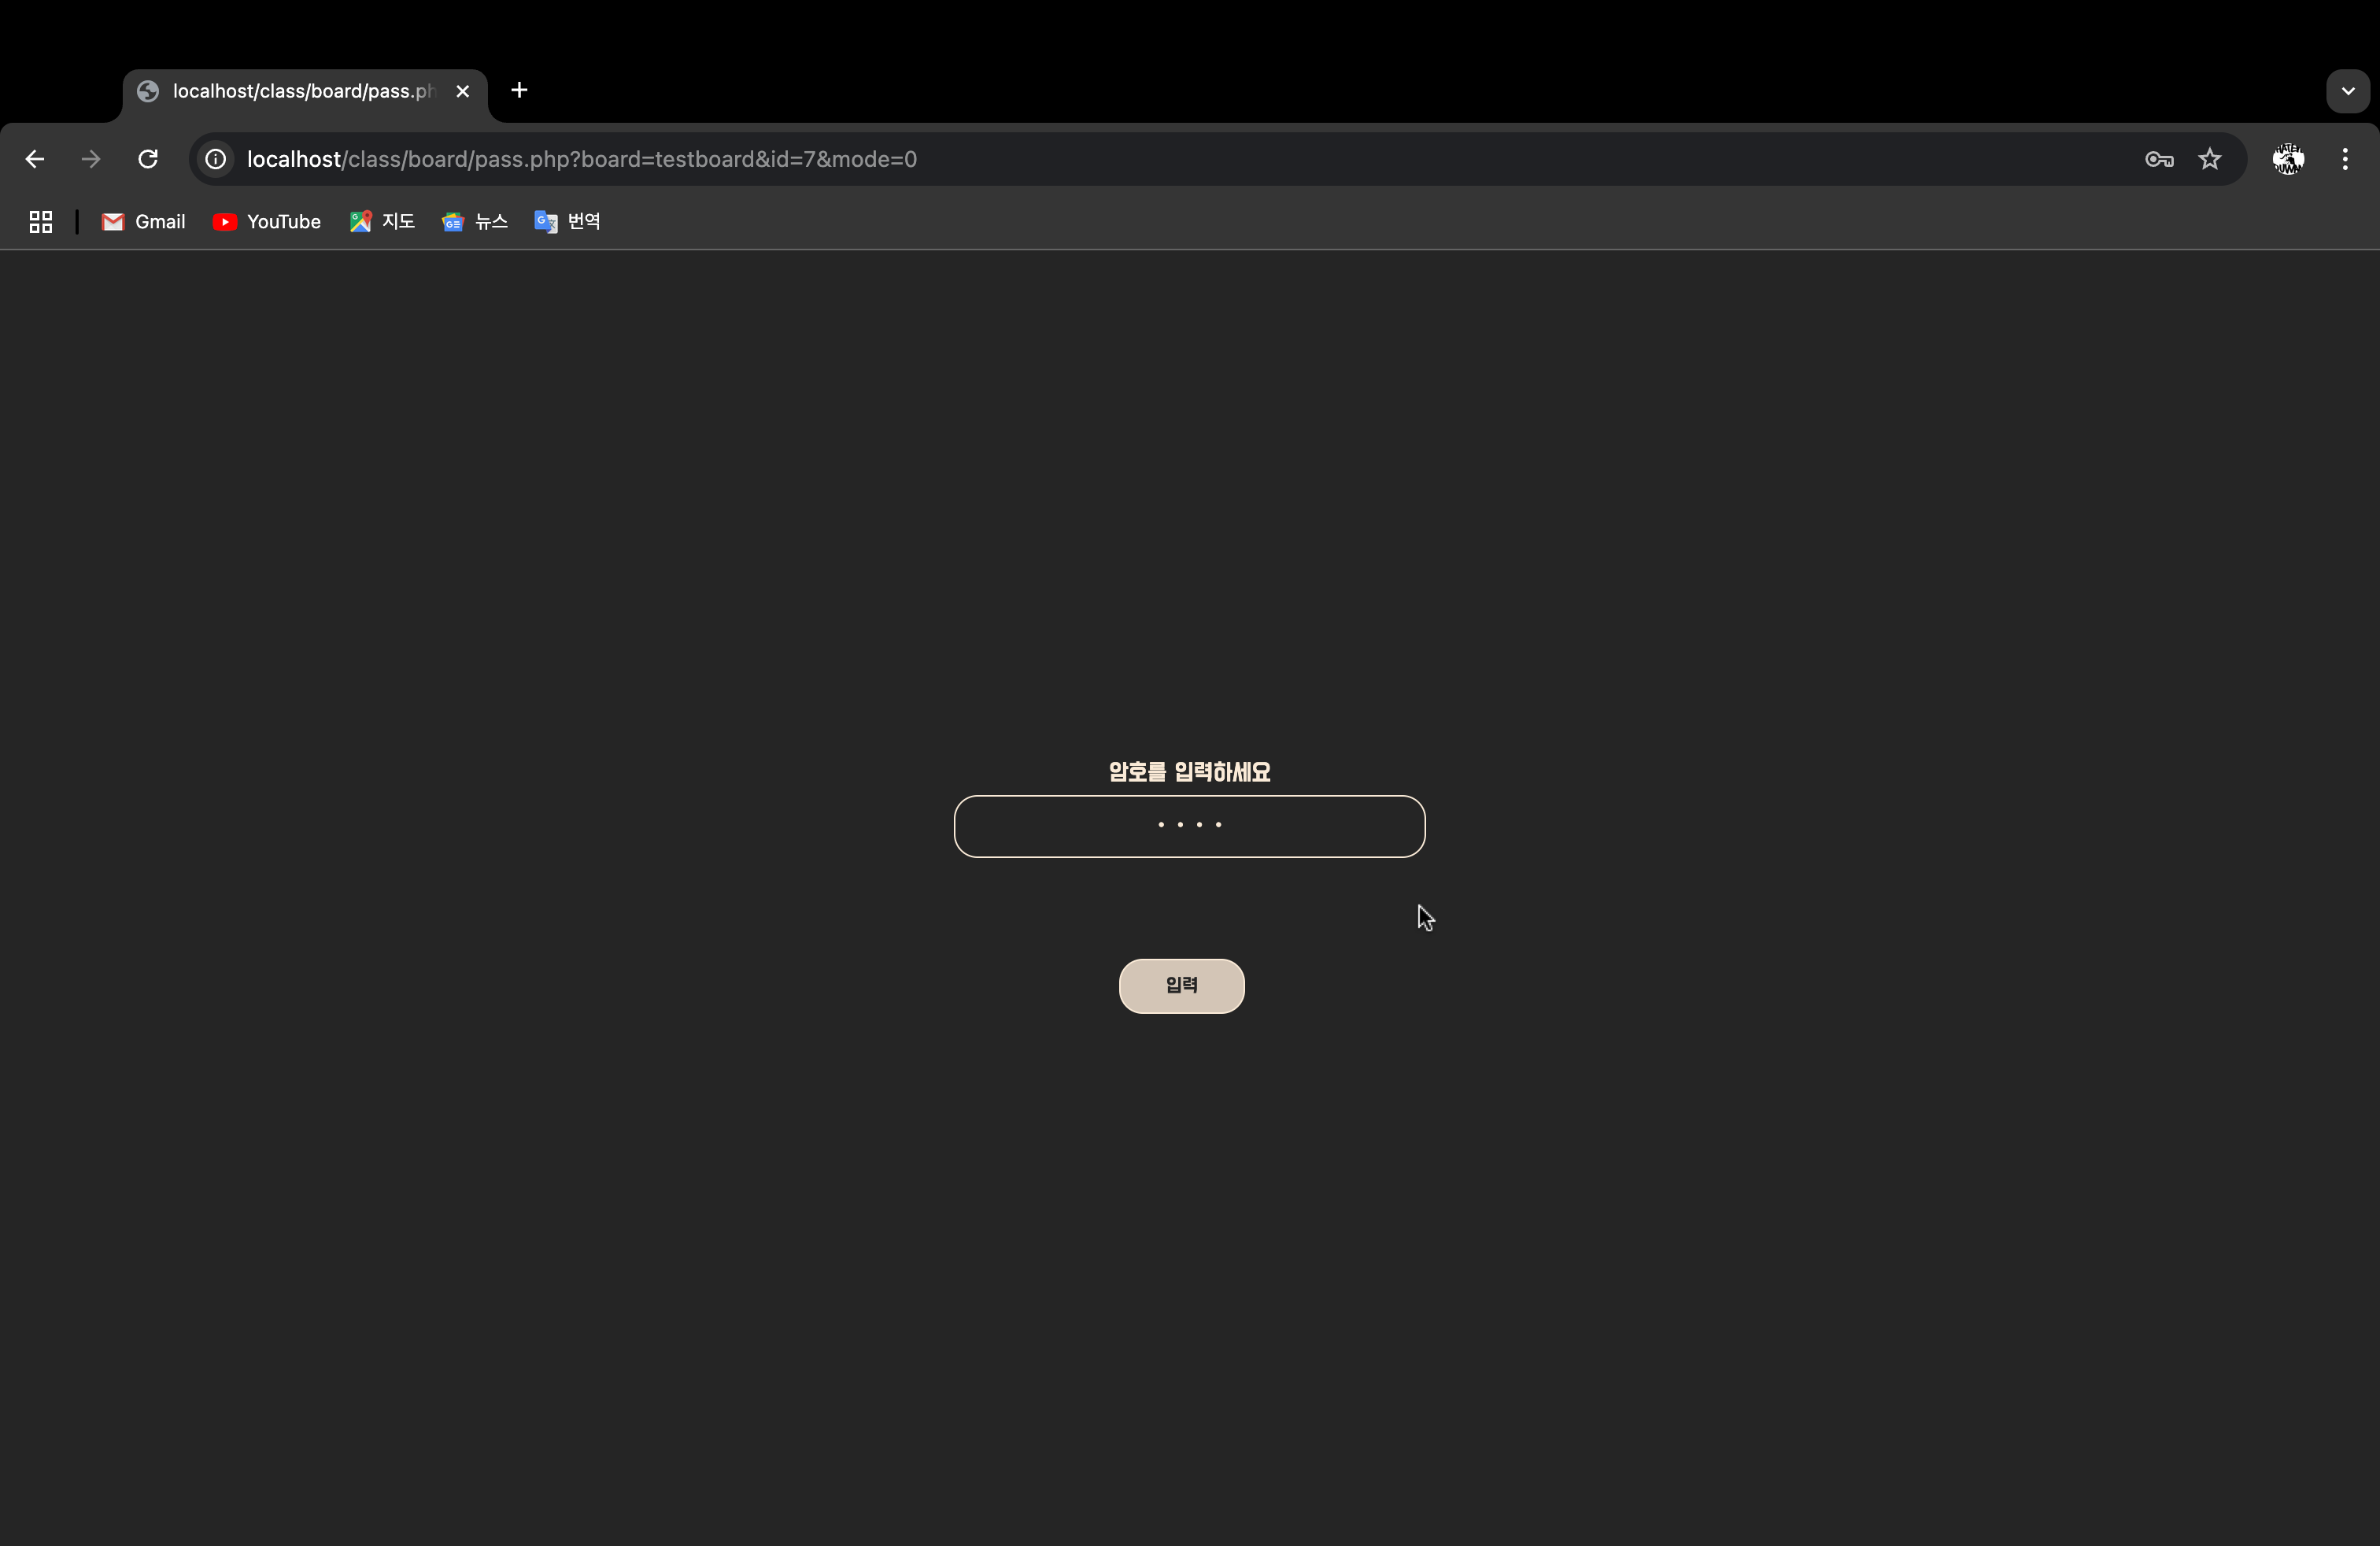 localhost/class/board/pass.ph
localhost/class/board/pass.php?board=testboard&id=7&mode=0
Gmail YouTube 지도 뉴스 번역
암호를 입력하세요
입력